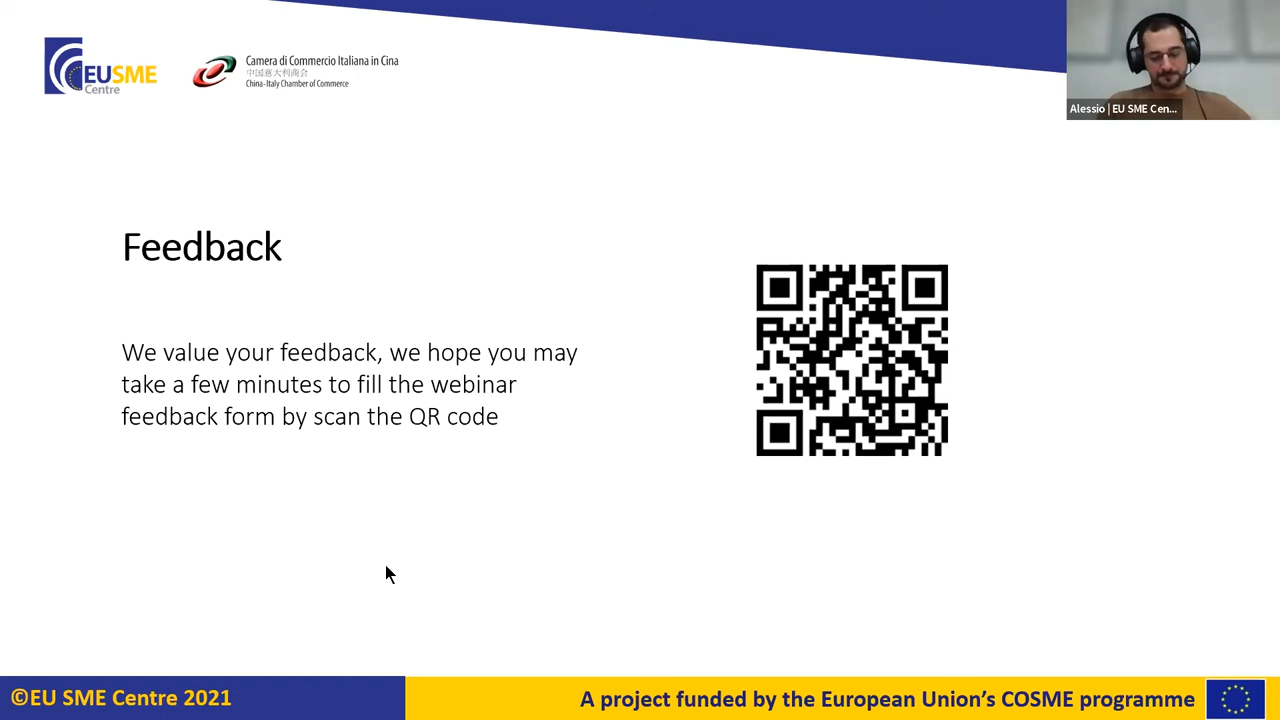 EUSME
Centre
Camera di Commercio Italiana in Cina
中国意大利商会
China-Italy Chamber of Commerce
Alessio | EU SME Cen...
Feedback
We value your feedback, we hope you may
take a few minutes to fill the webinar
feedback form by scan the QR code
©EU SME Centre 2021
A project funded by the European Union’s COSME programme